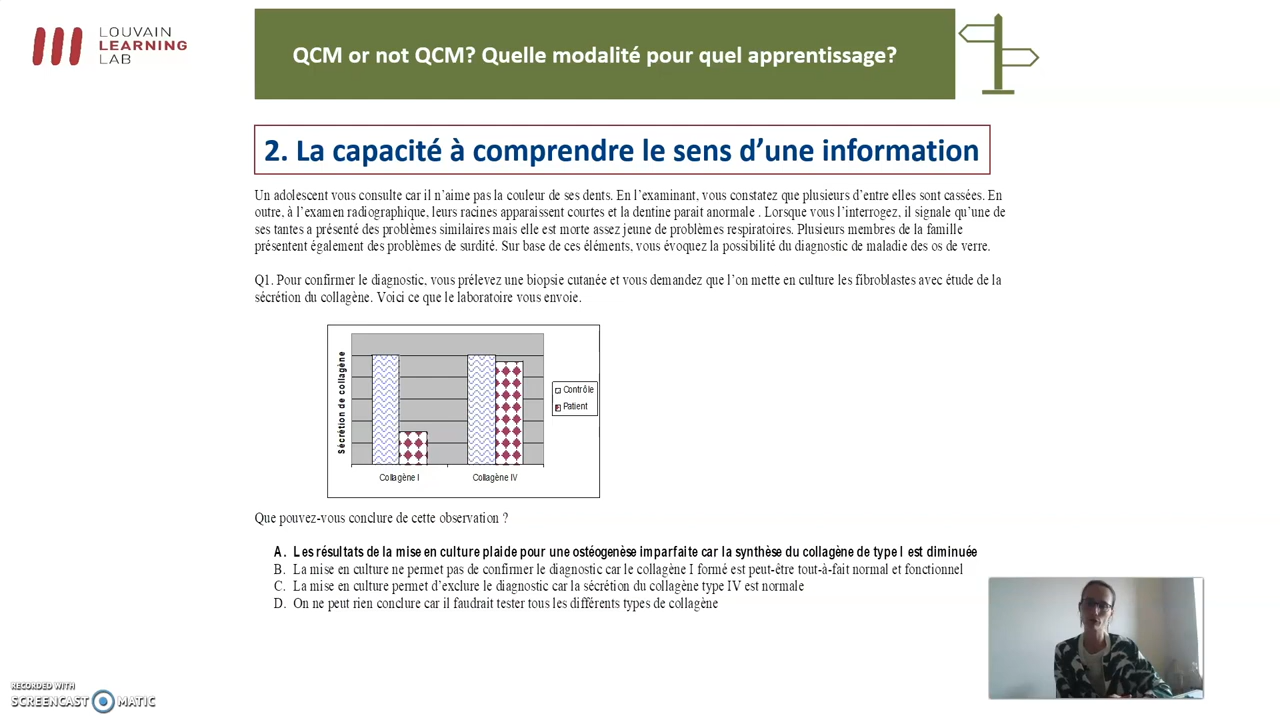 LOUVAIN
LEARNING
LAB
QCM or not QCM? Quelle modalité pour quel apprentissage?
2. La capacité à comprendre le sens d'une information
Un adolescent vous consulte car il n'aime pas la couleur de ses dents. En l'examinant, vous constatez que plusieurs d'entre elles sont cassées. En
outre, à l'examen radiographique, leurs racines apparaissent courtes et la dentine parait anormale . Lorsque vous l'interrogez, il signale qu'une de
ses tantes a présenté des problèmes similaires mais elle est morte assez jeune de problèmes respiratoires. Plusieurs membres de la famille
présentent également des problèmes de surdité. Sur base de ces éléments, vous évoquez la possibilité du diagnostic de maladie des os de verre.
Q1. Pour confirmer le diagnostic, vous prélevez une biopsie cutanée et vous demandez que l'on mette en culture les fibroblastes avec étude de la
sécrétion du collagène. Voici ce que le laboratoire vous envoie.
Sécrétion de collagène
Contrôle
Patient
Collagène I
Collagène IV
Que pouvez-vous conclure de cette observation ?
A. Les résultats de la mise en culture plaide pour une ostéogenèse imparfaite car la synthèse du collagène de type I est diminuée
B. La mise en culture ne permet pas de confirmer le diagnostic car le collagène I formé est peut-être tout-à-fait normal et fonctionnel
C. La mise en culture permet d'exclure le diagnostic car la sécrétion du collagène type IV est normale
D. On ne peut rien conclure car il faudrait tester tous les différents types de collagène
RECORDED WITH
SCREENCAST MATIC